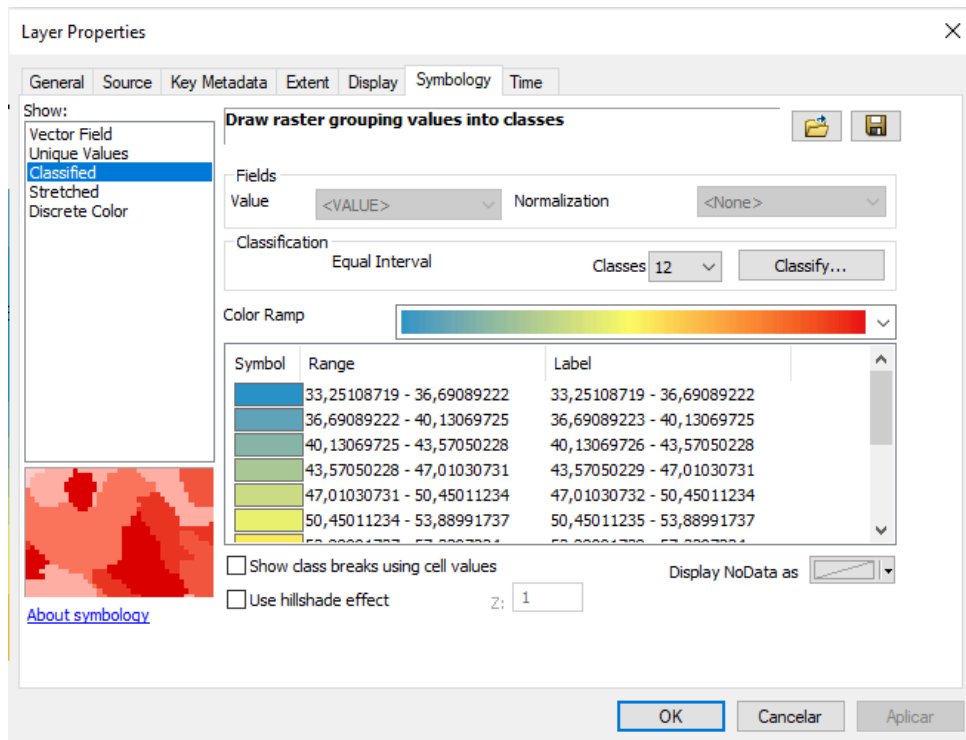 Layer Properties
General Source Key Metadata Extent Display Symbology Time
Show:
Vector Field
Unique Values
Classified
Stretched
Discrete Color
About symbology
Draw raster grouping values into classes
Fields
Value <VALUE> Normalization <None>
Classification
Equal Interval Classes 12 Classify...
Color Ramp
Symbol Range Label
33,25108719 - 36,69089222 33,25108719 - 36,69089222
36,69089222 - 40,13069725 36,69089223 - 40,13069725
40,13069725 - 43,57050228 40,13069726 - 43,57050228
43,57050228 - 47,01030731 43,57050229 - 47,01030731
47,01030731 - 50,45011234 47,01030732 - 50,45011234
50,45011234 - 53,88991737 50,45011235 - 53,88991737
Show class breaks using cell values Display NoData as
Use hillshade effect Z: 1
OK Cancelar Aplicar